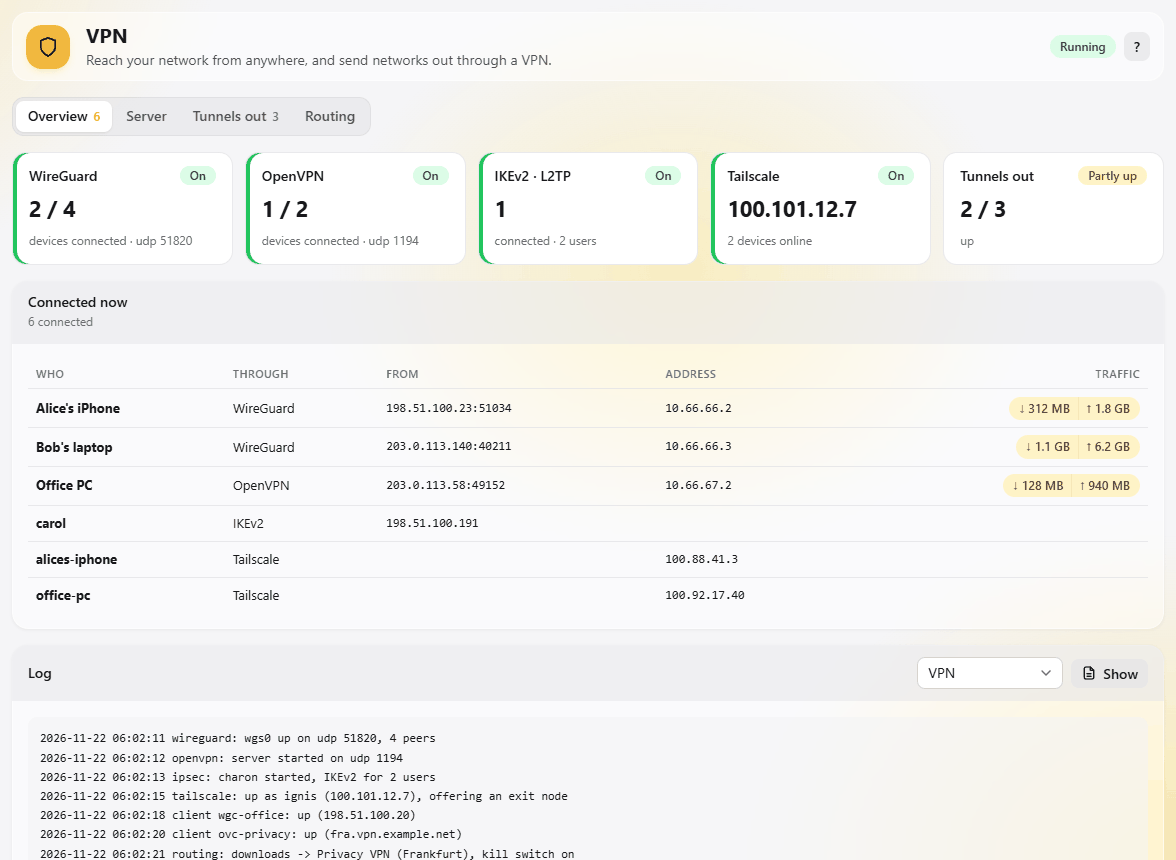 VPN
Reach your network from anywhere, and send networks out through a VPN.
Running
?
Overview 6
Server
Tunnels out 3
Routing
WireGuard On
2 / 4
devices connected · udp 51820
OpenVPN On
1 / 2
devices connected · udp 1194
IKEv2 · L2TP On
1
connected · 2 users
Tailscale On
100.101.12.7
2 devices online
Tunnels out Partly up
2 / 3
up
Connected now
6 connected
WHO THROUGH FROM ADDRESS TRAFFIC
Alice's iPhone WireGuard 198.51.100.23:51034 10.66.66.2 ↓ 312 MB ↑ 1.8 GB
Bob's laptop WireGuard 203.0.113.140:40211 10.66.66.3 ↓ 1.1 GB ↑ 6.2 GB
Office PC OpenVPN 203.0.113.58:49152 10.66.67.2 ↓ 128 MB ↑ 940 MB
carol IKEv2 198.51.100.191
alices-iphone Tailscale 100.88.41.3
office-pc Tailscale 100.92.17.40
Log
VPN
Show
2026-11-22 06:02:11 wireguard: wgs0 up on udp 51820, 4 peers
2026-11-22 06:02:12 openvpn: server started on udp 1194
2026-11-22 06:02:13 ipsec: charon started, IKEv2 for 2 users
2026-11-22 06:02:15 tailscale: up as ignis (100.101.12.7), offering an exit node
2026-11-22 06:02:18 client wgc-office: up (198.51.100.20)
2026-11-22 06:02:20 client ovc-privacy: up (fra.vpn.example.net)
2026-11-22 06:02:21 routing: downloads -> Privacy VPN (Frankfurt), kill switch on